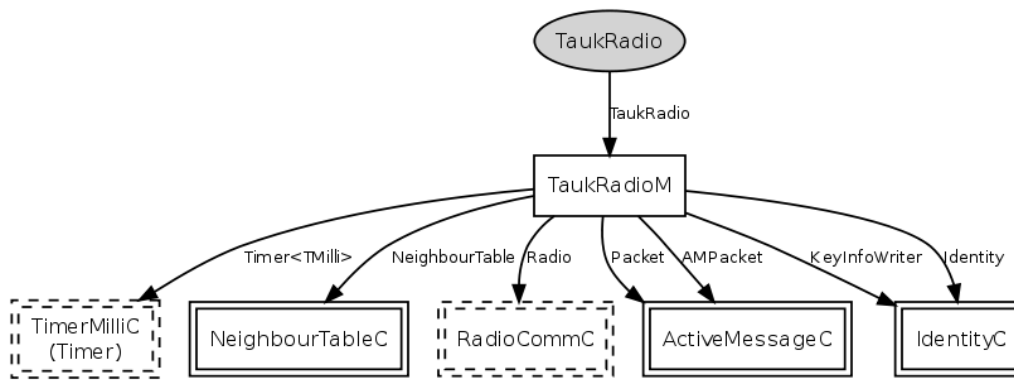 TaukRadio
TaukRadio
TaukRadioM
Timer<TMilli>
NeighbourTable
Radio
Packet
AMPacket
KeyInfoWriter
Identity
TimerMilliC
(Timer)
NeighbourTableC
RadioCommC
ActiveMessageC
IdentityC